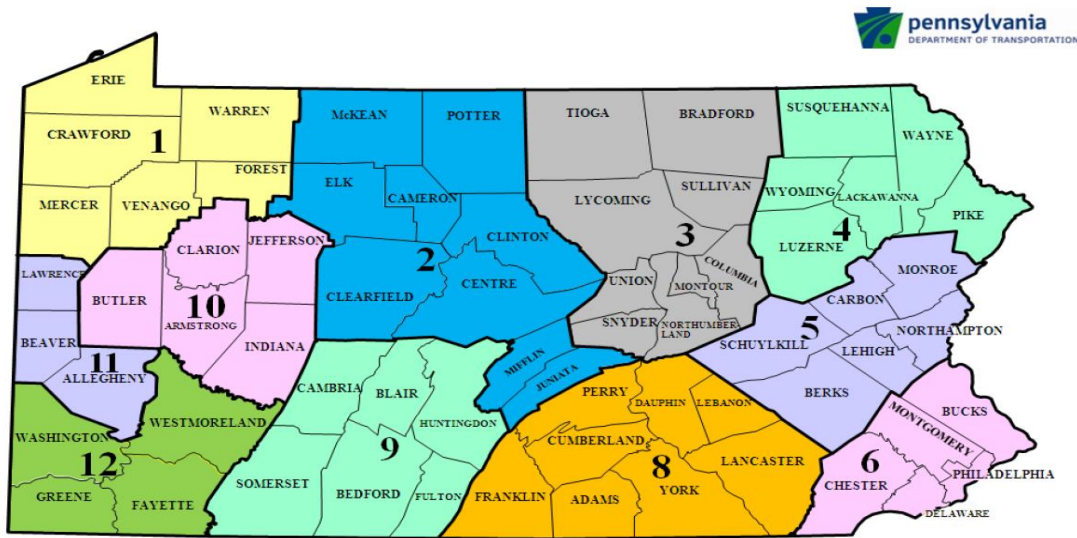 pennsylvania
DEPARTMENT OF TRANSPORTATION
ERIE
WARREN
McKEAN
POTTER
TIOGA
BRADFORD
SUSQUEHANNA
WAYNE
CRAWFORD
1
FOREST
ELK
CAMERON
SULLIVAN
WYOMING
LACKAWANNA
MERCER
VENANGO
LYCOMING
PIKE
CLARION
JEFFERSON
CLINTON
3
4
LUZERNE
2
LAWRENCE
BUTLER
10
ARMSTRONG
CLEARFIELD
CENTRE
UNION
MONTOUR
COLUMBIA
MONROE
CARBON
SNYDER
NORTHUMBER
LAND
5
NORTHAMPTON
BEAVER
11
ALLEGHENY
INDIANA
SCHUYLKILL
LEHIGH
MIFFLIN
JUNIATA
CAMBRIA
BLAIR
PERRY
DAUPHIN
LEBANON
BERKS
BUCKS
MONTGOMERY
WASHINGTON
WESTMORELAND
HUNTINGDON
CUMBERLAND
12
9
8
LANCASTER
6
PHILADELPHIA
CHESTER
GREENE
FAYETTE
SOMERSET
BEDFORD
FULTON
FRANKLIN
ADAMS
YORK
DELAWARE